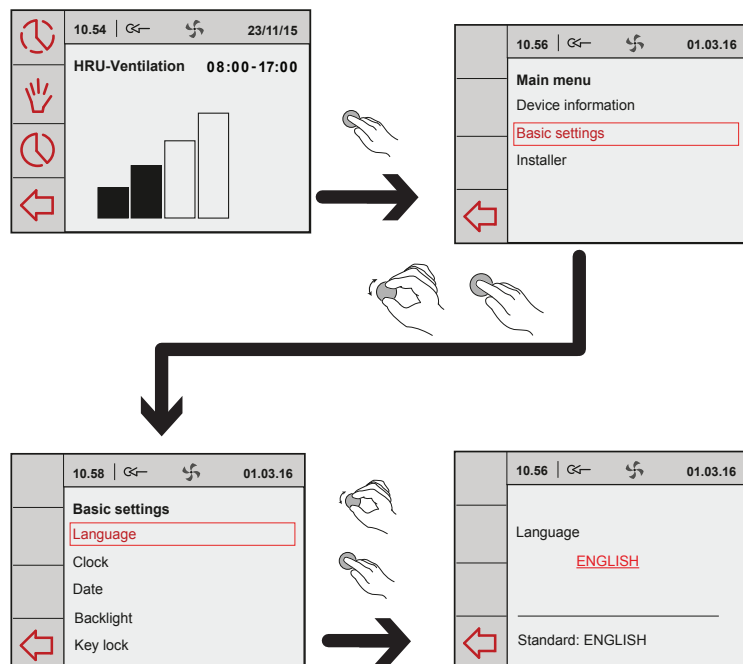 10.54 23/11/15
HRU-Ventilation 08:00-17:00
10.56 01.03.16
Main menu
Device information
Basic settings
Installer
10.58 01.03.16
Basic settings
Language
Clock
Date
Backlight
Key lock
10.56 01.03.16
Language
ENGLISH
Standard: ENGLISH